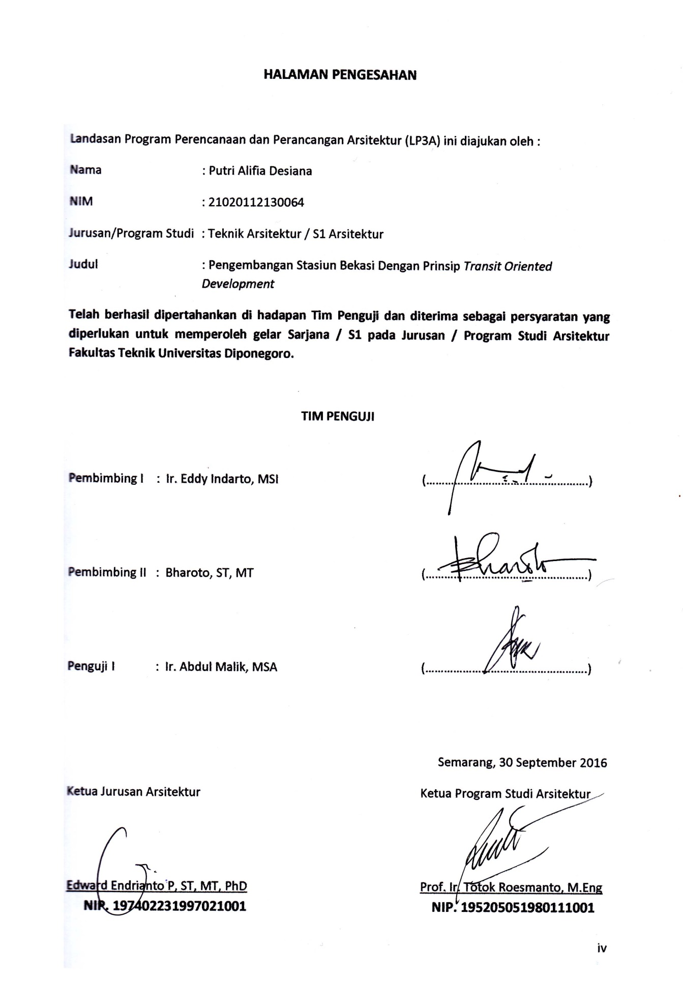 HALAMAN PENGESAHAN
Landasan Program Perencanaan dan Perancangan Arsitektur (LP3A) ini diajukan oleh :
Nama : Putri Alifia Desiana
NIM : 21020112130064
Jurusan/Program Studi : Teknik Arsitektur / S1 Arsitektur
Judul : Pengembangan Stasiun Bekasi Dengan Prinsip Transit Oriented
Development
Telah berhasil dipertahankan di hadapan Tim Penguji dan diterima sebagai persyaratan yang
diperlukan untuk memperoleh gelar Sarjana / S1 pada Jurusan / Program Studi Arsitektur
Fakultas Teknik Universitas Diponegoro.
TIM PENGUJI
Pembimbing I : Ir. Eddy Indarto, MSI (.....................................................)
Pembimbing II : Bharoto, ST, MT (.....................................................)
Bharoto
Penguji I : Ir. Abdul Malik, MSA (.....................................................)
Semarang, 30 September 2016
Ketua Jurusan Arsitektur Ketua Program Studi Arsitektur
Edward Endrianto P, ST, MT, PhD Prof. Ir. Totok Roesmanto, M.Eng
NIP. 197402231997021001 NIP. 195205051980111001
iv